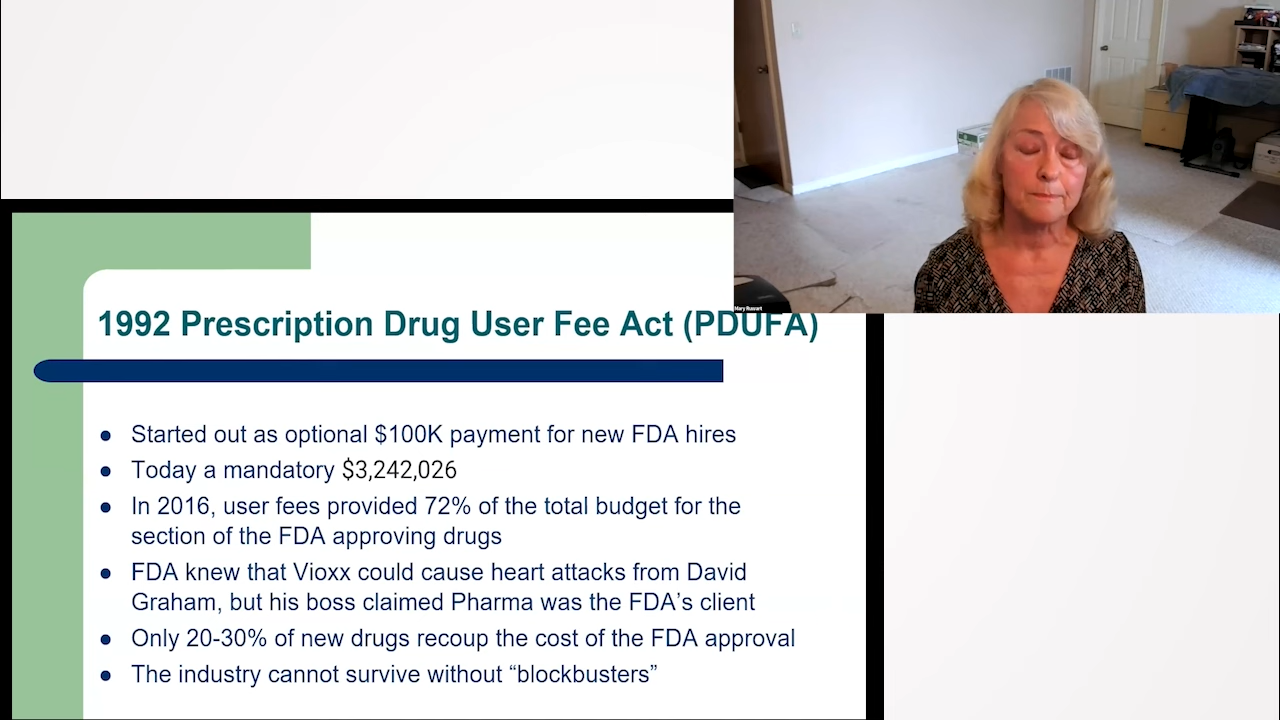 Mary Ruwart
1992 Prescription Drug User Fee Act (PDUFA)
● Started out as optional $100K payment for new FDA hires
● Today a mandatory $3,242,026
● In 2016, user fees provided 72% of the total budget for the
section of the FDA approving drugs
● FDA knew that Vioxx could cause heart attacks from David
Graham, but his boss claimed Pharma was the FDA’s client
● Only 20-30% of new drugs recoup the cost of the FDA approval
● The industry cannot survive without “blockbusters”